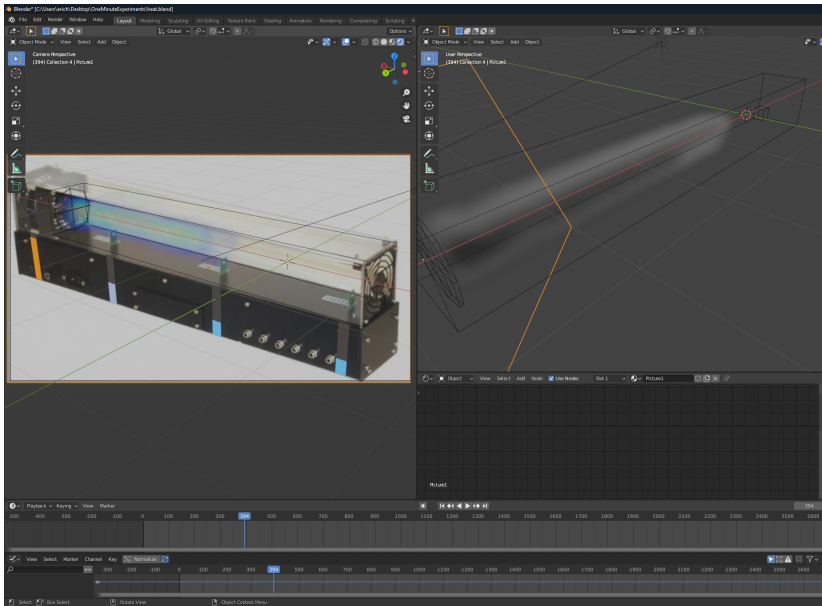 Blender* [C:\Users\erich\Desktop\OneMinuteExperiments\heat.blend]
File Edit Render Window Help Layout Modeling Sculpting UV Editing Texture Paint Shading Animation Rendering Compositing Scripting +
Global Options
Object Mode View Select Add Object
Camera Perspective
(394) Collection 4 | Picture1
Global
Object Mode View Select Add Object
User Perspective
(394) Collection 4 | Picture1
Object View Select Add Node Use Nodes Slot 1 Picture1
Picture1
Playback Keying View Marker 394
-500 -400 -300 -200 -100 0 100 200 300 394 500 600 700 800 900 1000 1100 1200 1300 1400 1500 1600 1700 1800 1900 2000 2100 2200 2300 2400 2500 2600
View Select Marker Channel Key Normalize
-300 -200 -100 0 100 200 300 394 500 600 700 800 900 1000 1100 1200 1300 1400 1500 1600 1700 1800 1900 2000 2100 2200 2300 2400 2500 2600
Select Box Select Rotate View Object Context Menu